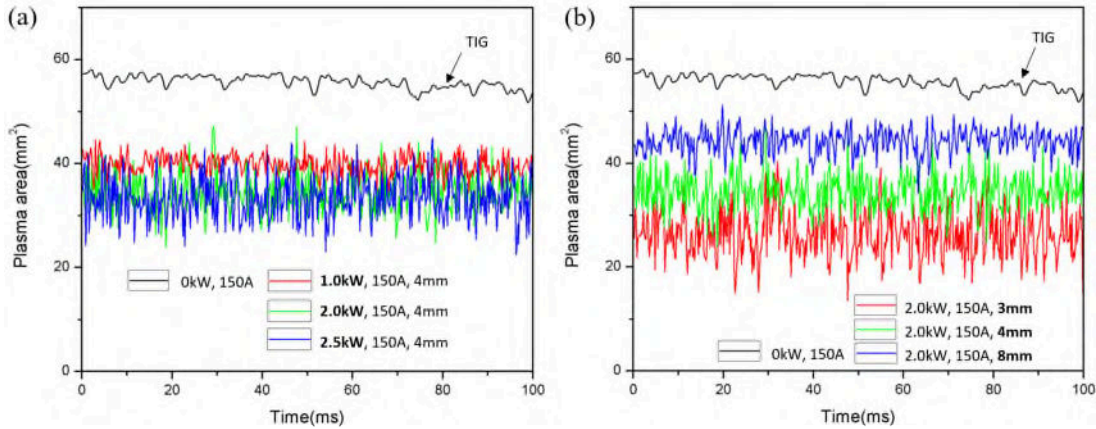 (a)
TIG
60
40
20
0
Plasma area(mm²)
0kW, 150A
1.0kW, 150A, 4mm
2.0kW, 150A, 4mm
2.5kW, 150A, 4mm
0 20 40 60 80 100
Time(ms)
(b)
TIG
60
40
20
0
Plasma area(mm²)
2.0kW, 150A, 3mm
2.0kW, 150A, 4mm
0kW, 150A
2.0kW, 150A, 8mm
0 20 40 60 80 100
Time(ms)